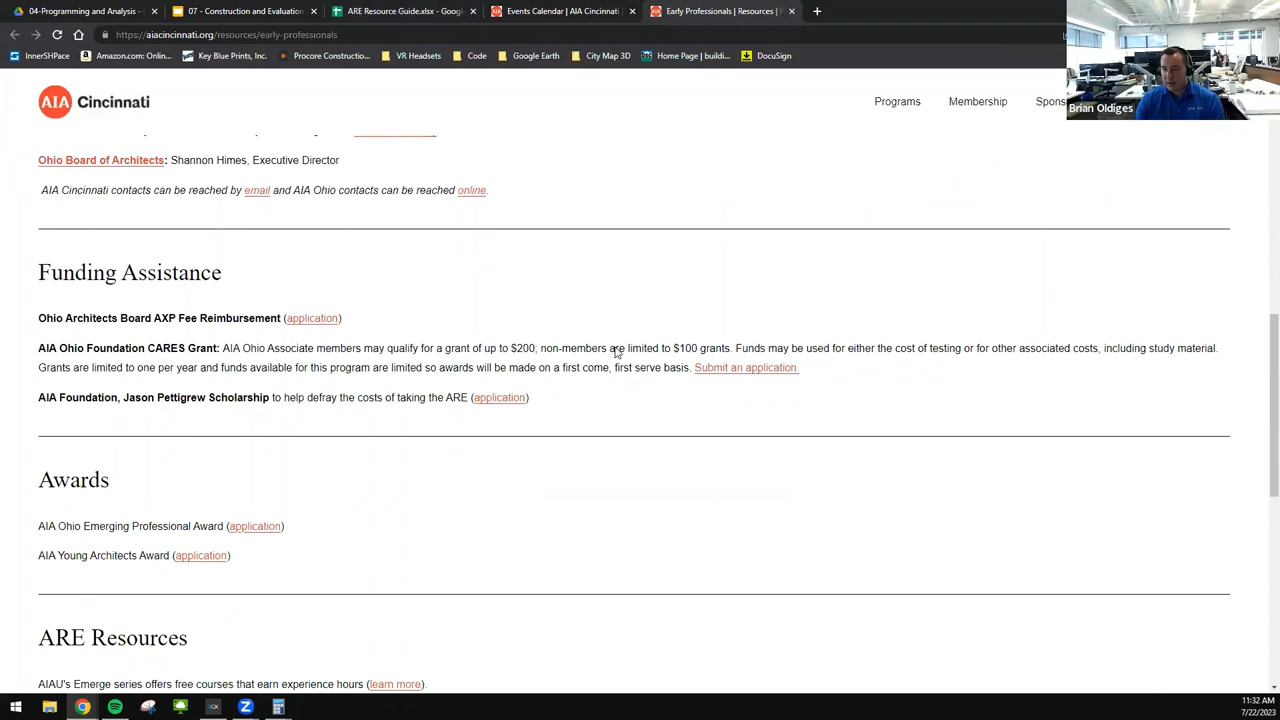 04-Programming and Analysis - G
07 - Construction and Evaluation
ARE Resource Guide.xlsx - Googl
Events Calendar | AIA Cincinnati
Early Professionals | Resources |
https://aiacincinnati.org/resources/early-professionals
InnerSHPace
Amazon.com: Onlin...
Key Blue Prints, Inc.
Procore Constructio...
VR Headsets
Code
Google Earth
City Map 3D
Home Page | buildi...
DocuSign
Brian Oldiges
AIA Cincinnati
Programs
Membership
Spons
Ohio Board of Architects: Shannon Himes, Executive Director
AIA Cincinnati contacts can be reached by email and AIA Ohio contacts can be reached online.
Funding Assistance
Ohio Architects Board AXP Fee Reimbursement (application)
AIA Ohio Foundation CARES Grant: AIA Ohio Associate members may qualify for a grant of up to $200; non-members are limited to $100 grants. Funds may be used for either the cost of testing or for other associated costs, including study material.
Grants are limited to one per year and funds available for this program are limited so awards will be made on a first come, first serve basis. Submit an application.
AIA Foundation, Jason Pettigrew Scholarship to help defray the costs of taking the ARE (application)
Awards
AIA Ohio Emerging Professional Award (application)
AIA Young Architects Award (application)
ARE Resources
AIAU's Emerge series offers free courses that earn experience hours (learn more).
11:32 AM
7/22/2023